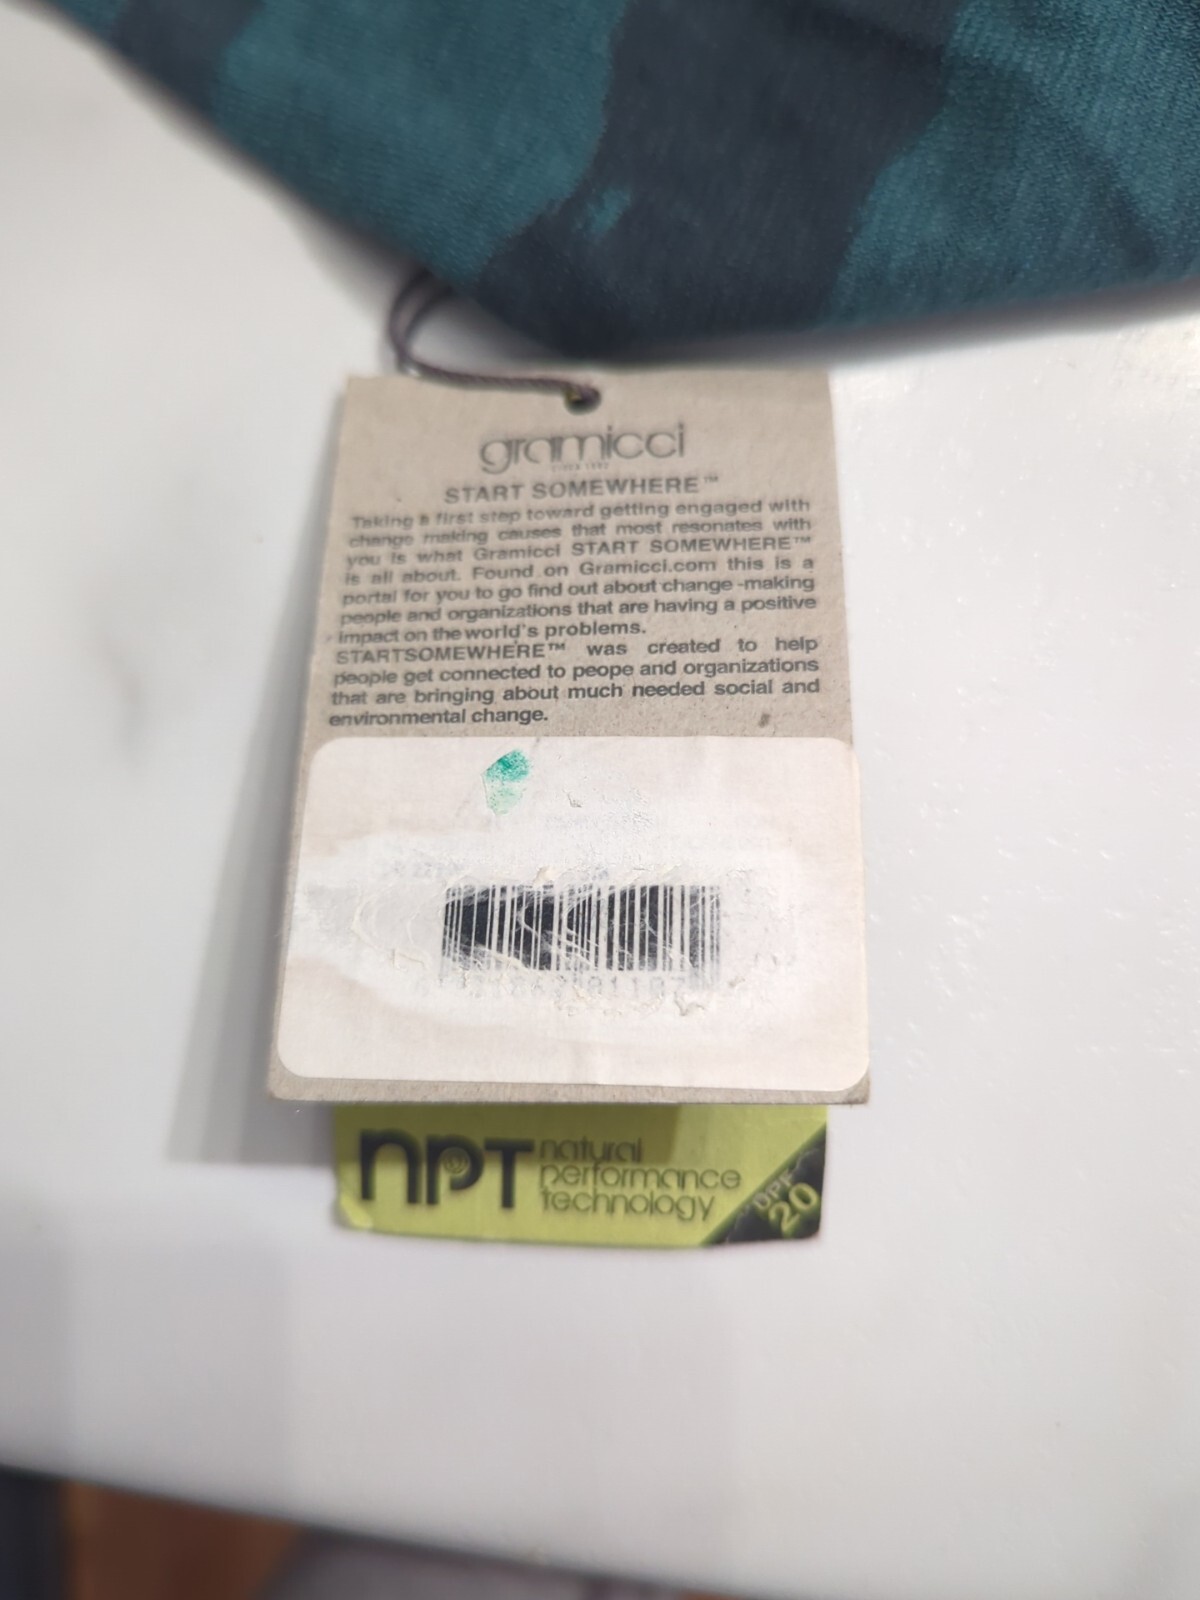 gramicci
START SOMEWHERE™
Taking a first step toward getting engaged with
change making causes that most resonates with
you is what Gramicci START SOMEWHERE™
is all about. Found on Gramicci.com this is a
portal for you to go find out about change -making
people and organizations that are having a positive
impact on the world's problems.
STARTSOMEWHERE™ was created to help
people get connected to peope and organizations
that are bringing about much needed social and
environmental change.
nPT natural
performance
technology
UPF
20